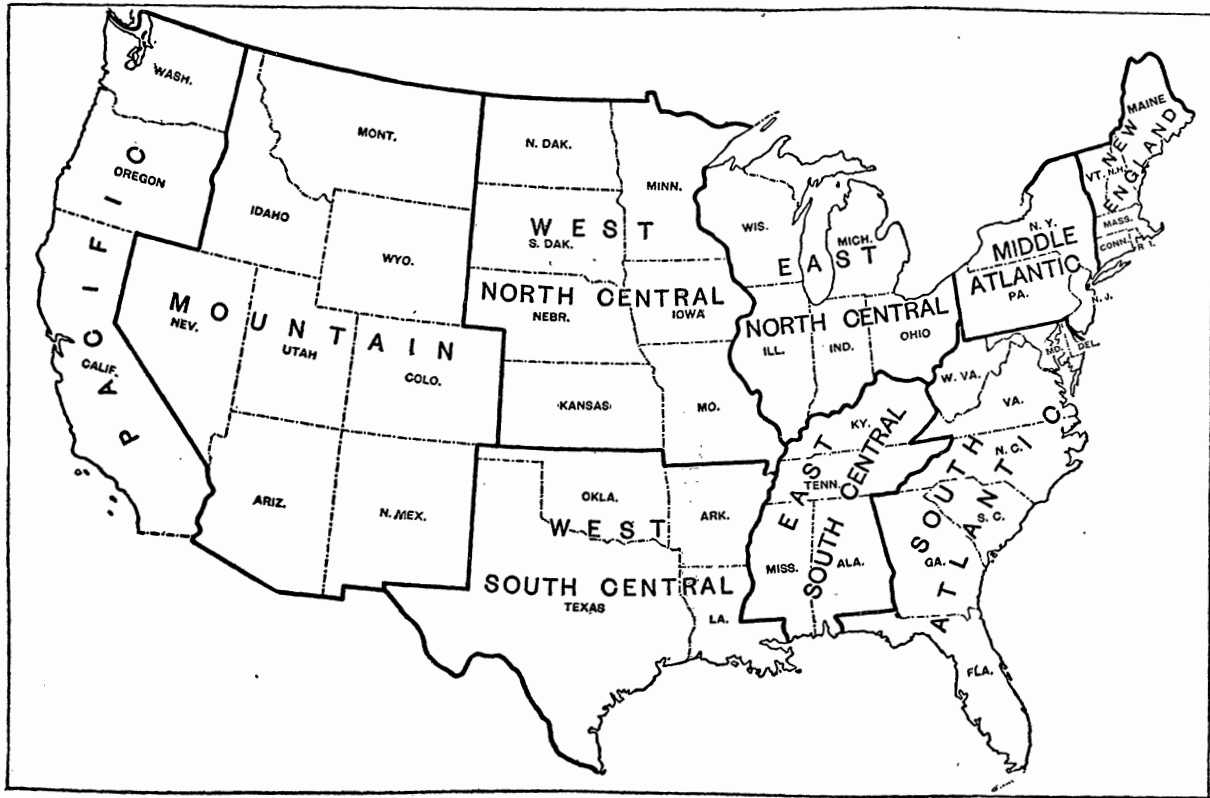 WASH.
OREGON
CALIF.
PACIFIC
MONT.
IDAHO
WYO.
NEV.
UTAH
COLO.
ARIZ.
N. MEX.
MOUNTAIN
N. DAK.
MINN.
WEST
S. DAK.
NORTH CENTRAL
NEBR.
IOWA
KANSAS
MO.
WIS.
MICH.
EAST
NORTH CENTRAL
ILL.
IND.
OHIO
OKLA.
ARK.
WEST
SOUTH CENTRAL
TEXAS
LA.
KY.
TENN.
EAST
SOUTH CENTRAL
MISS.
ALA.
W. VA.
VA.
MD.
DEL.
N. C.
S. C.
GA.
FLA.
SOUTH
ATLANTIC
N. Y.
MIDDLE
ATLANTIC
PA.
N. J.
MAINE
NEW
ENGLAND
VT.
N.H.
MASS.
CONN.
R I.